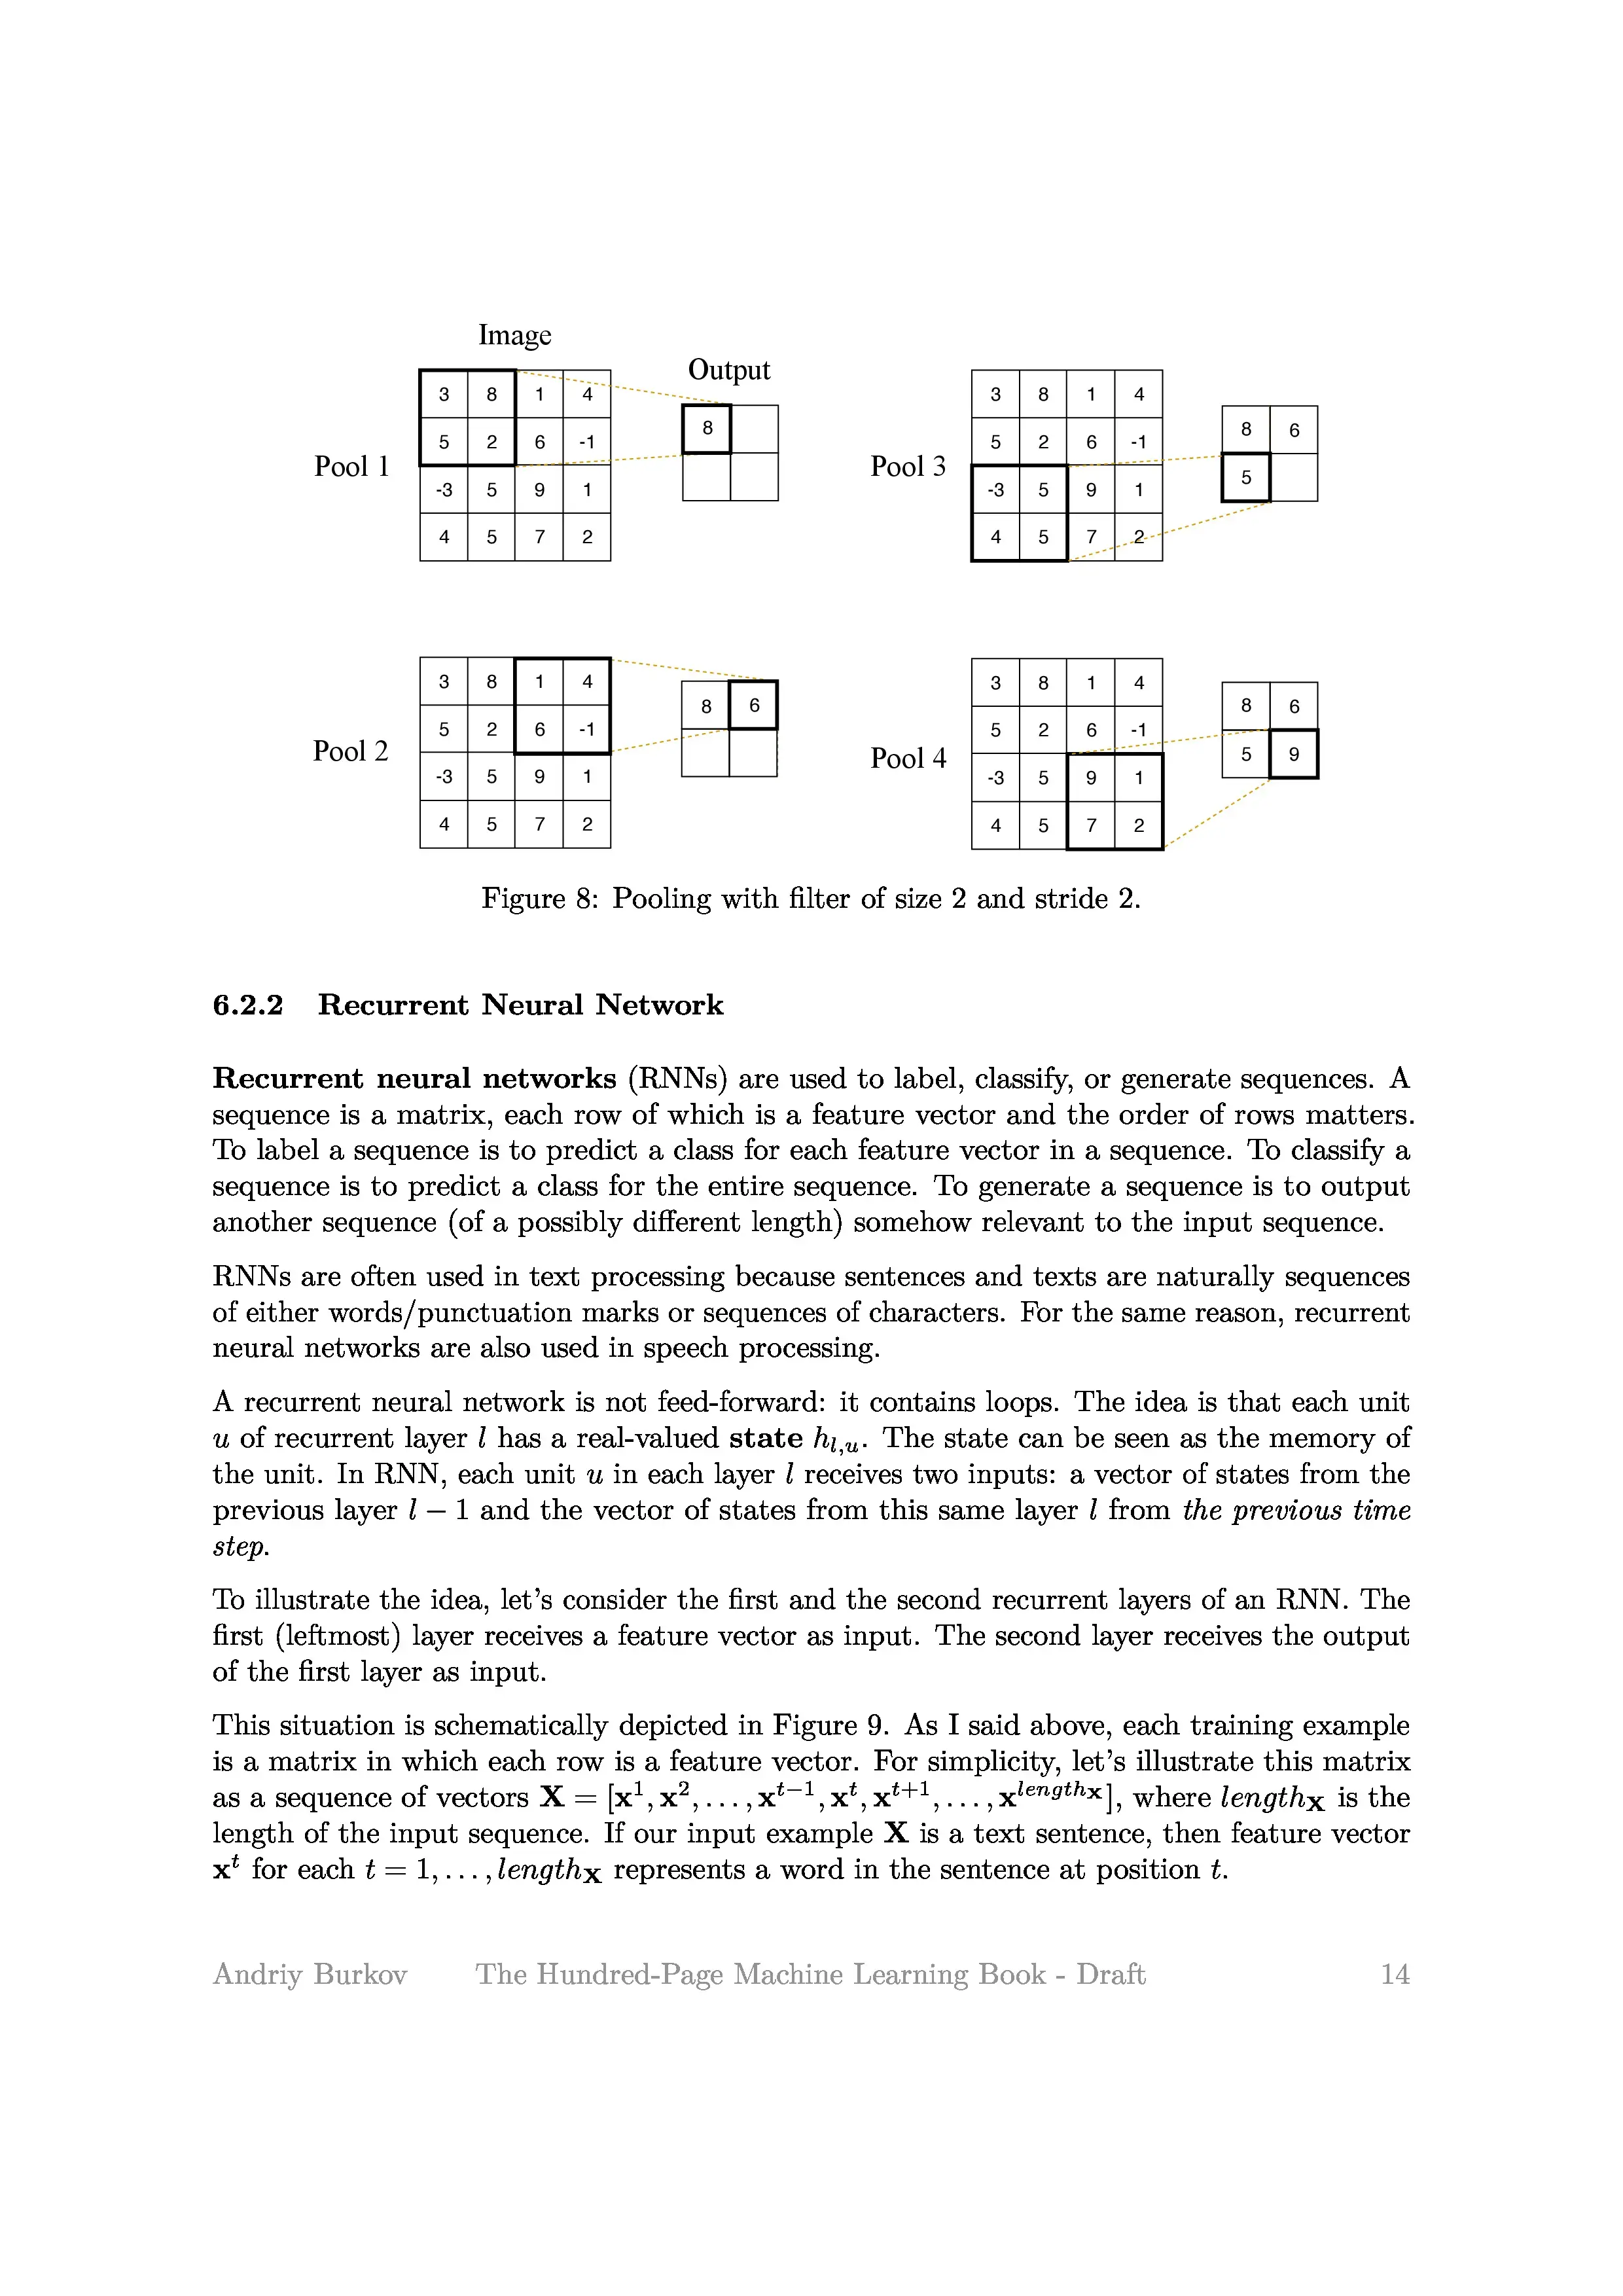 Image
Output
3 8 1 4
5 2 6 -1
-3 5 9 1
4 5 7 2
Pool 1
8
3 8 1 4
5 2 6 -1
-3 5 9 1
4 5 7 2
Pool 3
8 6
5
3 8 1 4
5 2 6 -1
-3 5 9 1
4 5 7 2
Pool 2
8 6
3 8 1 4
5 2 6 -1
-3 5 9 1
4 5 7 2
Pool 4
8 6
5 9
Figure 8: Pooling with filter of size 2 and stride 2.
6.2.2 Recurrent Neural Network
Recurrent neural networks (RNNs) are used to label, classify, or generate sequences. A
sequence is a matrix, each row of which is a feature vector and the order of rows matters.
To label a sequence is to predict a class for each feature vector in a sequence. To classify a
sequence is to predict a class for the entire sequence. To generate a sequence is to output
another sequence (of a possibly different length) somehow relevant to the input sequence.
RNNs are often used in text processing because sentences and texts are naturally sequences
of either words/punctuation marks or sequences of characters. For the same reason, recurrent
neural networks are also used in speech processing.
A recurrent neural network is not feed-forward: it contains loops. The idea is that each unit
u of recurrent layer l has a real-valued state h_{l,u}. The state can be seen as the memory of
the unit. In RNN, each unit u in each layer l receives two inputs: a vector of states from the
previous layer l − 1 and the vector of states from this same layer l from the previous time
step.
To illustrate the idea, let's consider the first and the second recurrent layers of an RNN. The
first (leftmost) layer receives a feature vector as input. The second layer receives the output
of the first layer as input.
This situation is schematically depicted in Figure 9. As I said above, each training example
is a matrix in which each row is a feature vector. For simplicity, let's illustrate this matrix
as a sequence of vectors X = [x^1, x^2, . . . , x^{t−1}, x^t, x^{t+1}, . . . , x^{length_X}], where length_X is the
length of the input sequence. If our input example X is a text sentence, then feature vector
x^t for each t = 1, . . . , length_X represents a word in the sentence at position t.
Andriy Burkov The Hundred-Page Machine Learning Book - Draft 14